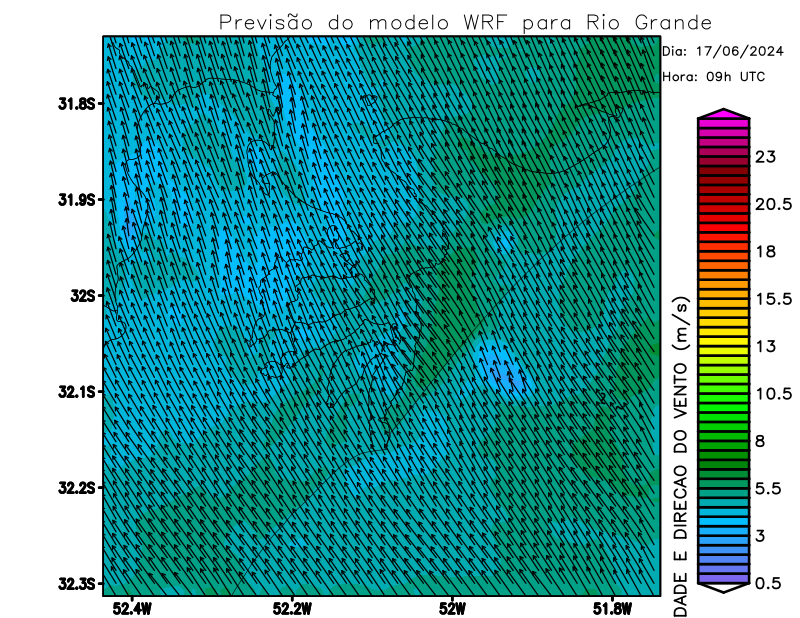 Previsão do modelo WRF para Rio Grande
Dia: 17/06/2024
Hora: 09h UTC
31.8S
31.9S
32S
32.1S
32.2S
32.3S
52.4W
52.2W
52W
51.8W
23
20.5
18
15.5
13
10.5
8
5.5
3
0.5
DADE E DIRECAO DO VENTO (m/s)